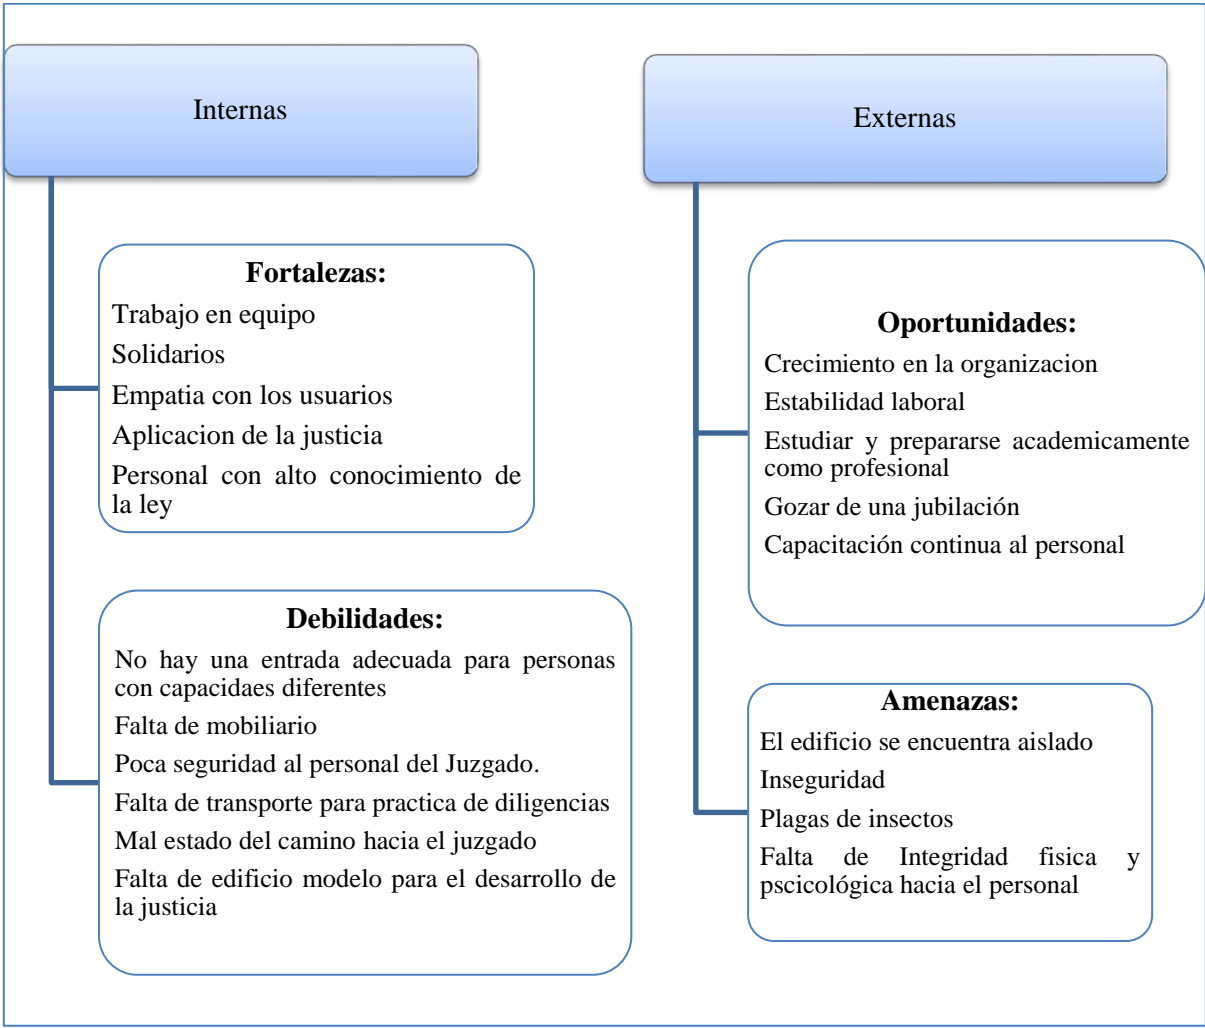 Internas
Fortalezas:
Trabajo en equipo
Solidarios
Empatia con los usuarios
Aplicacion de la justicia
Personal con alto conocimiento de
la ley
Debilidades:
No hay una entrada adecuada para personas
con capacidaes diferentes
Falta de mobiliario
Poca seguridad al personal del Juzgado.
Falta de transporte para practica de diligencias
Mal estado del camino hacia el juzgado
Falta de edificio modelo para el desarrollo de
la justicia
Externas
Oportunidades:
Crecimiento en la organizacion
Estabilidad laboral
Estudiar y prepararse academicamente
como profesional
Gozar de una jubilación
Capacitación continua al personal
Amenazas:
El edificio se encuentra aislado
Inseguridad
Plagas de insectos
Falta de Integridad fisica y
pscicológica hacia el personal